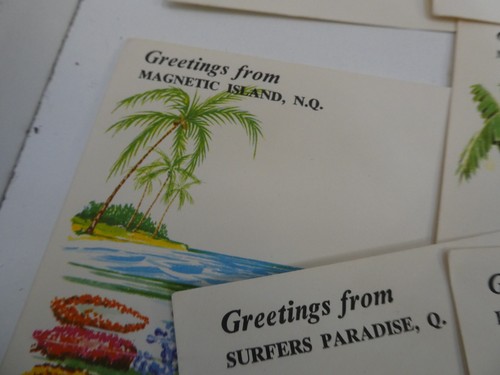 Greetings from
MAGNETIC ISLAND, N.Q.
Greetings from
SURFERS PARADISE, Q.